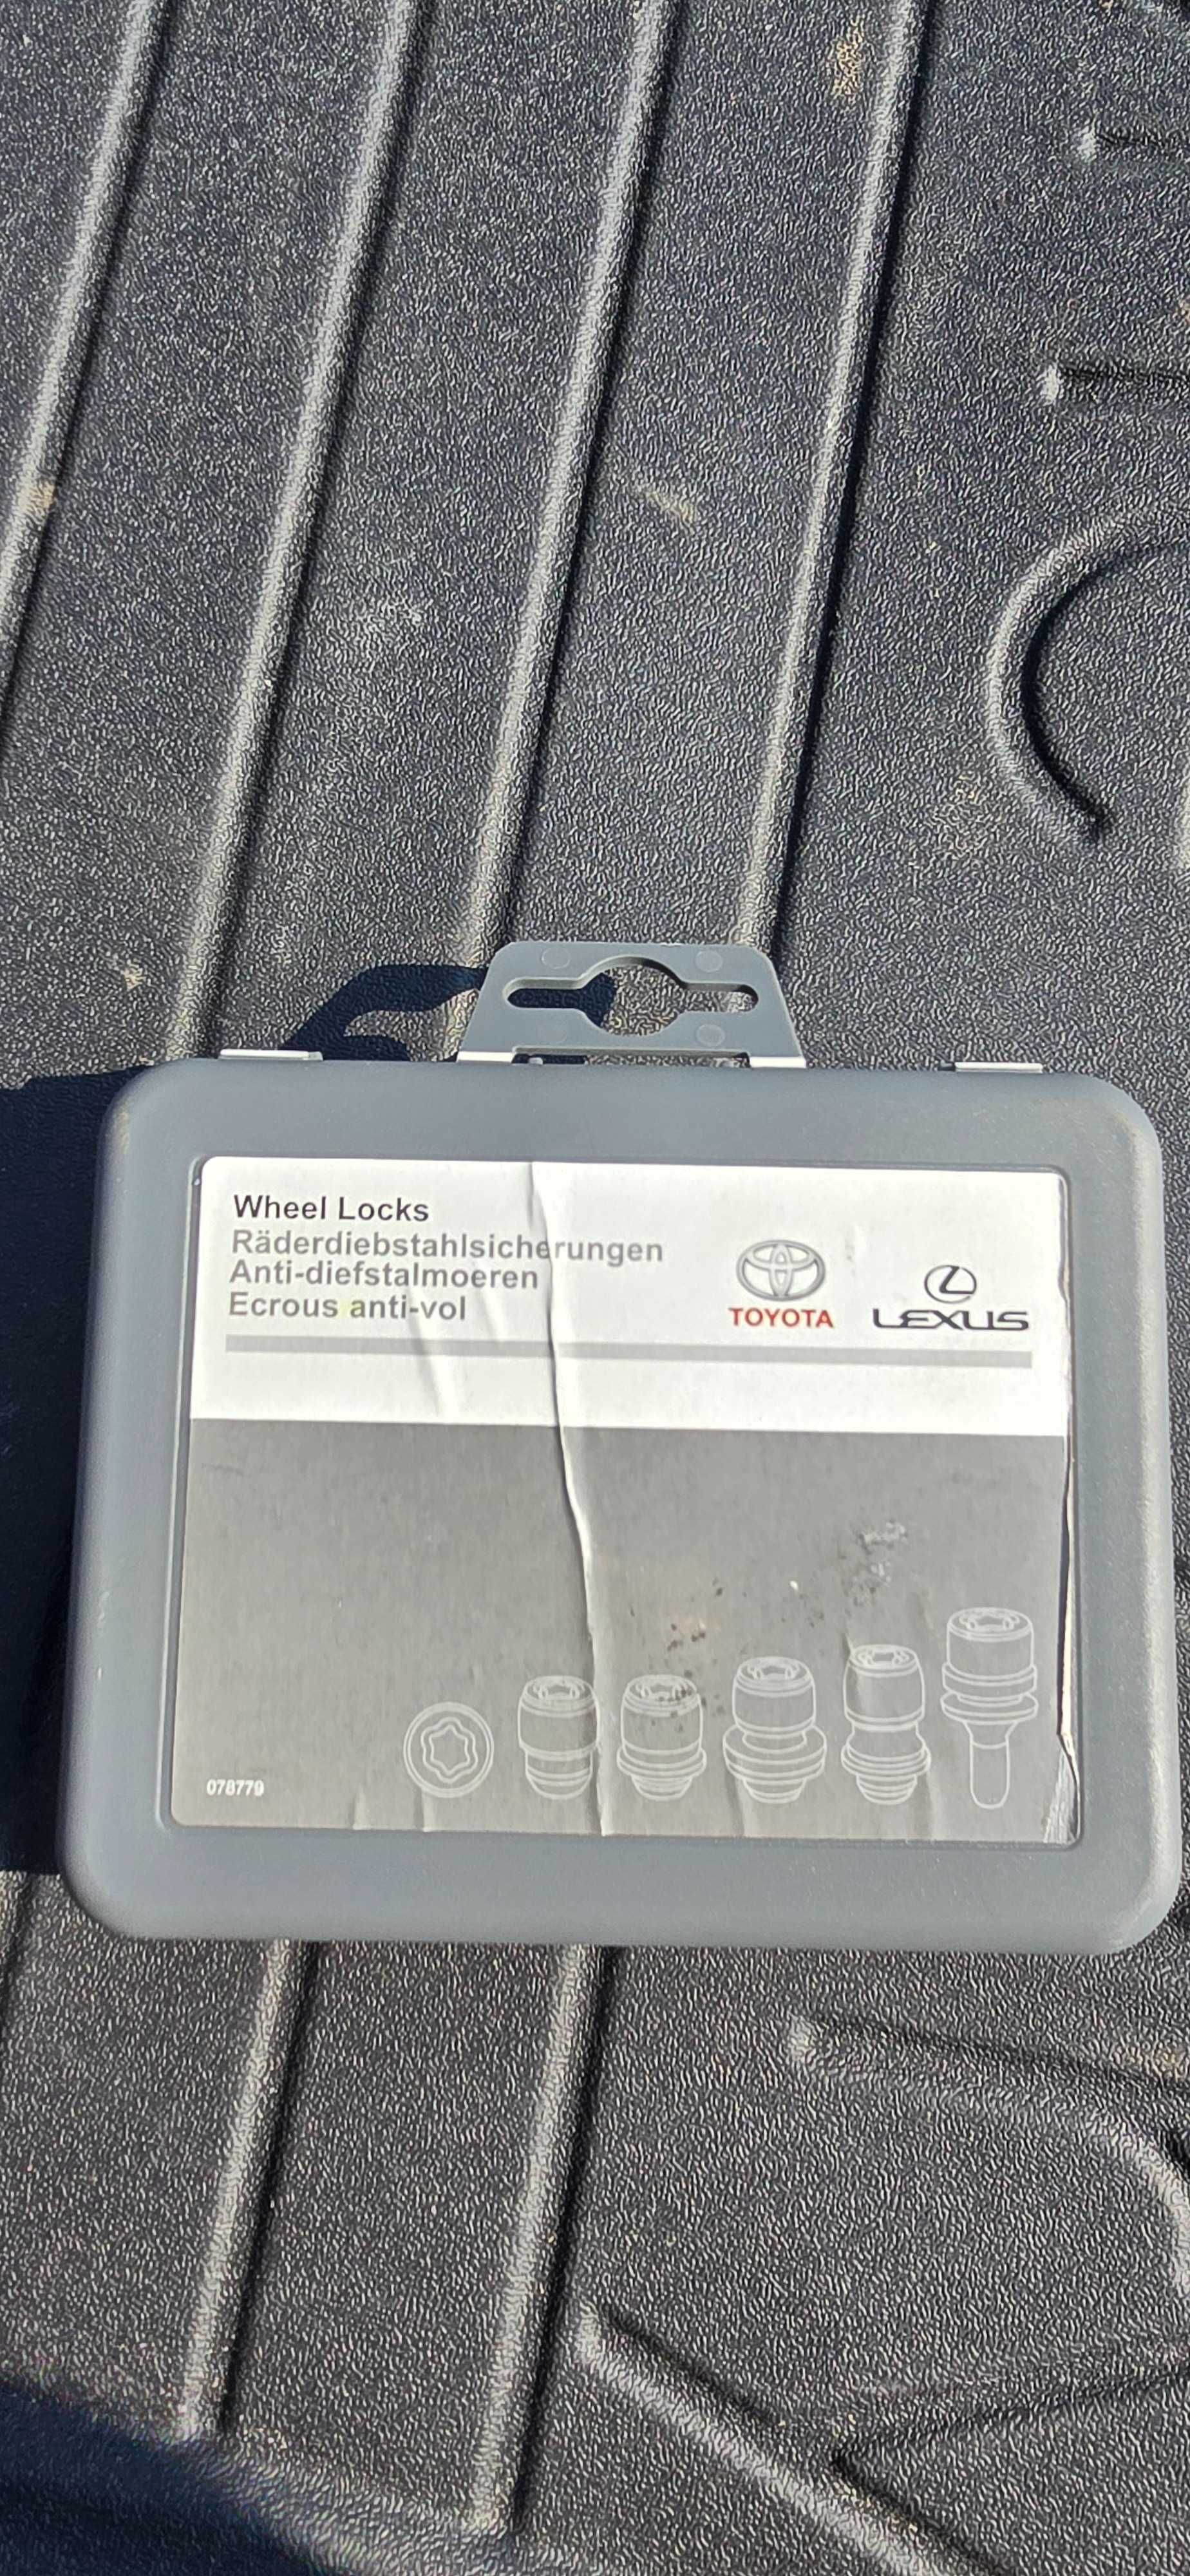 Wheel Locks
Räderdiebstahlsicherungen
Anti-diefstalmoeren
Ecrous anti-vol
TOYOTA
LEXUS
078779